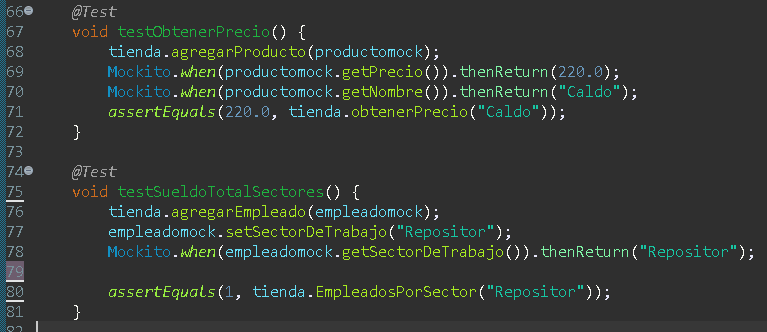 66 @Test
67 void testObtenerPrecio() {
68 tienda.agregarProducto(productomock);
69 Mockito.when(productomock.getPrecio()).thenReturn(220.0);
70 Mockito.when(productomock.getNombre()).thenReturn("Caldo");
71 assertEquals(220.0, tienda.obtenerPrecio("Caldo"));
72 }
73
74 @Test
75 void testSueldoTotalSectores() {
76 tienda.agregarEmpleado(empleadomock);
77 empleadomock.setSectorDeTrabajo("Repositor");
78 Mockito.when(empleadomock.getSectorDeTrabajo()).thenReturn("Repositor");
79
80 assertEquals(1, tienda.EmpleadosPorSector("Repositor"));
81 }
82